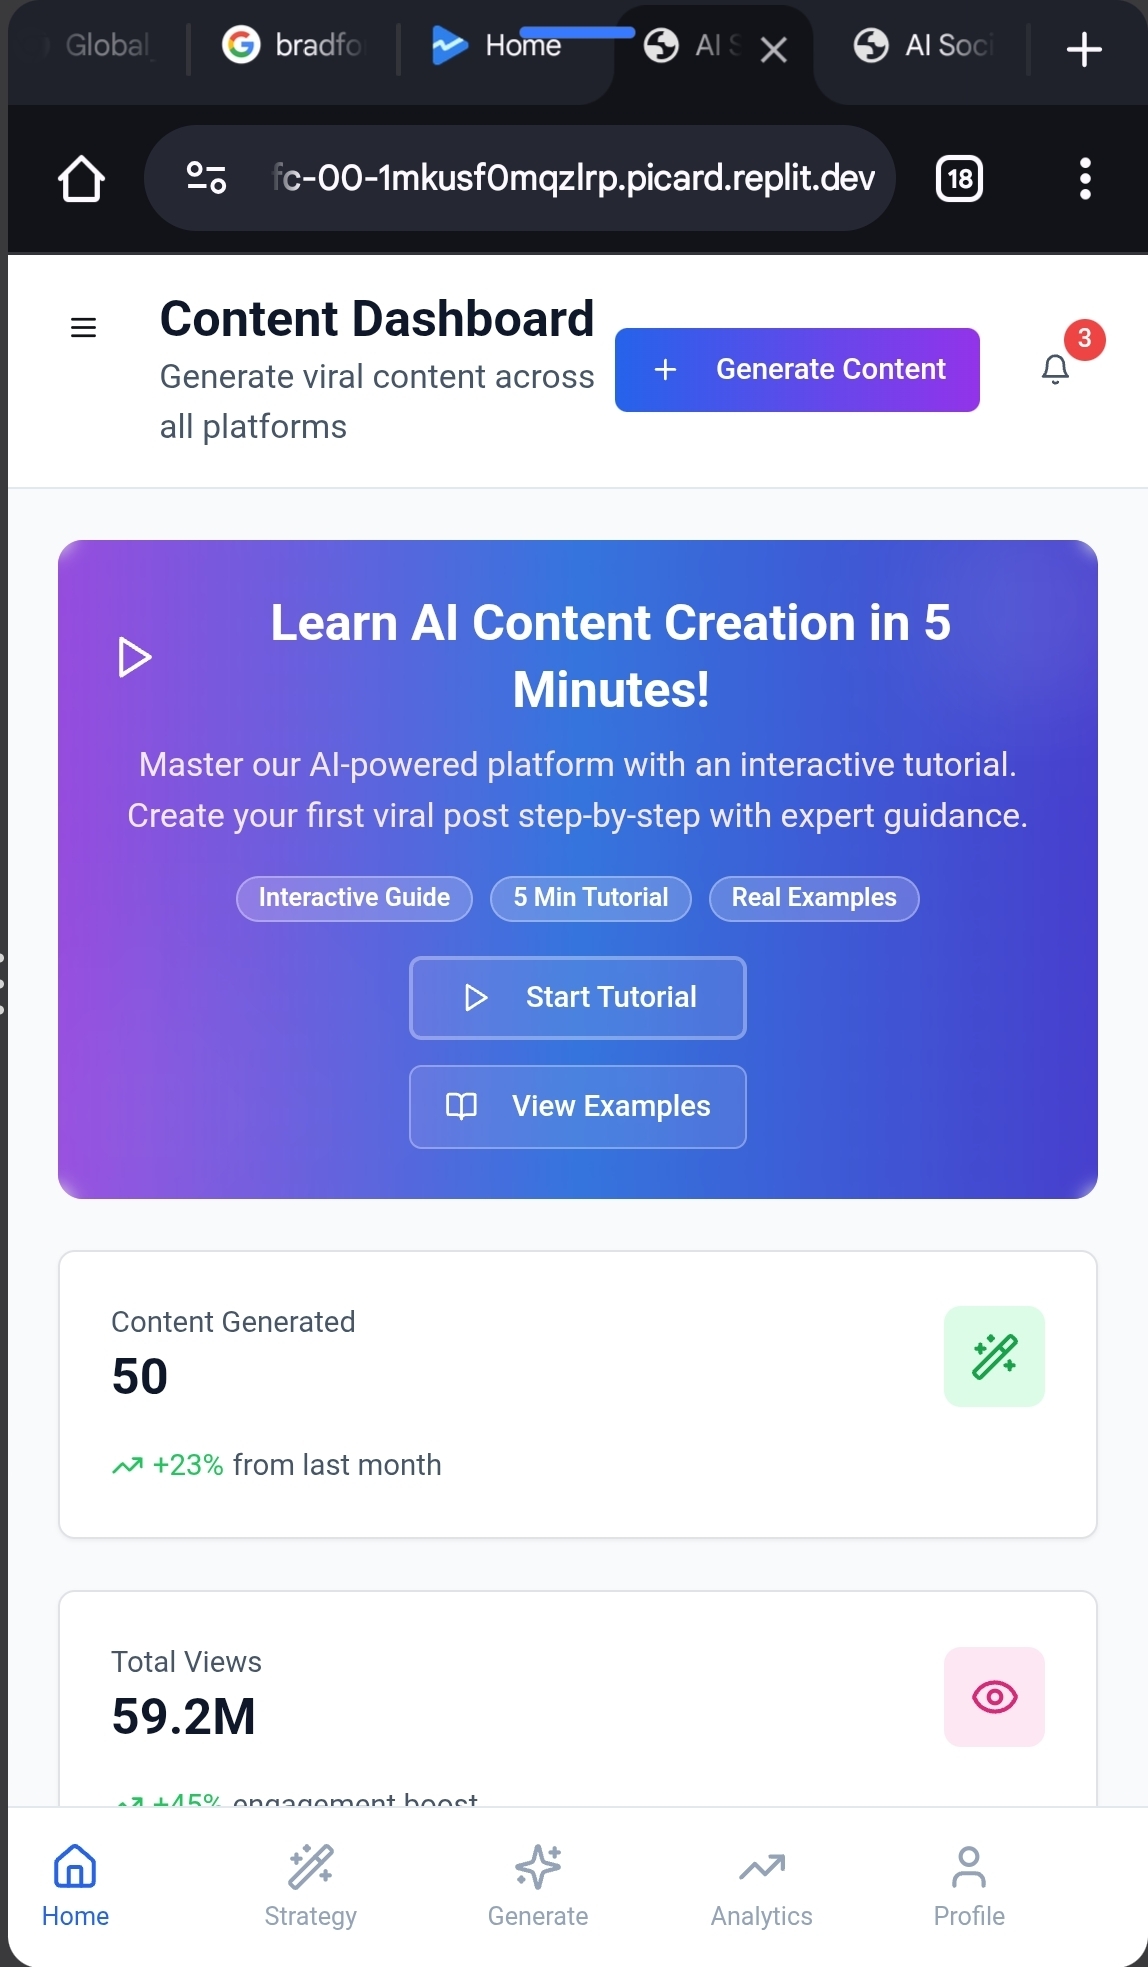 Global
bradfo
Home
AI S
AI Soci
fc-00-1mkusf0mqzlrp.picard.replit.dev
18
Content Dashboard
Generate viral content across
all platforms
Generate Content
3
Learn AI Content Creation in 5
Minutes!
Master our AI-powered platform with an interactive tutorial.
Create your first viral post step-by-step with expert guidance.
Interactive Guide
5 Min Tutorial
Real Examples
Start Tutorial
View Examples
Content Generated
50
+23% from last month
Total Views
59.2M
+45% engagement boost
Home
Strategy
Generate
Analytics
Profile